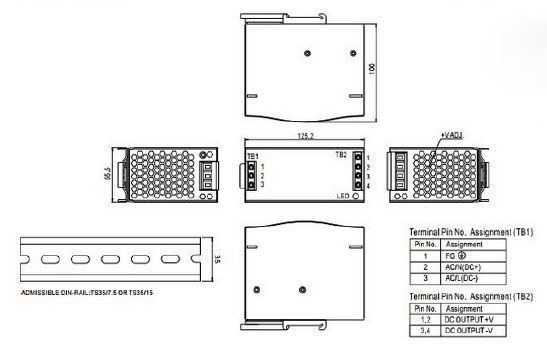 100
125.2
+VADJ.
65.5
TB1
TB2
1
1
2
2
3
3
LED
4
35
ADMISSIBLE DIN-RAIL:TS35/7.5 OR TS35/15
Terminal Pin No. Assignment (TB1)
Pin No. Assignment
1 FG
2 AC/N(DC+)
3 AC/L(DC-)
Terminal Pin No. Assignment (TB2)
Pin No. Assignment
1,2 DC OUTPUT +V
3,4 DC OUTPUT -V